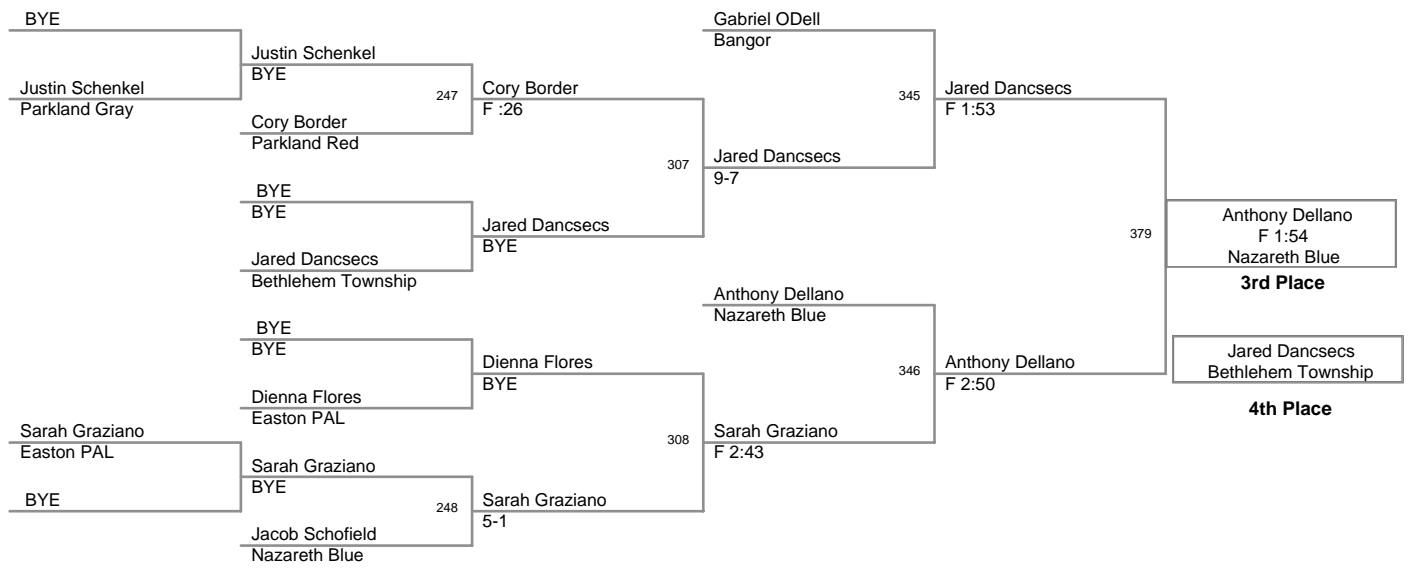 BYE
Justin Schenkel
Parkland Gray
Justin Schenkel
BYE
247
Cory Border
Parkland Red
Cory Border
F :26
BYE
BYE
Jared Dancsecs
Bethlehem Township
Jared Dancsecs
BYE
307
Gabriel ODell
Bangor
Jared Dancsecs
9-7
345
Jared Dancsecs
F 1:53
BYE
BYE
Dienna Flores
Easton PAL
Dienna Flores
BYE
Sarah Graziano
Easton PAL
BYE
Sarah Graziano
BYE
248
Jacob Schofield
Nazareth Blue
Sarah Graziano
5-1
308
Anthony Dellano
Nazareth Blue
Sarah Graziano
F 2:43
346
Anthony Dellano
F 2:50
379
Anthony Dellano
F 1:54
Nazareth Blue
3rd Place
Jared Dancsecs
Bethlehem Township
4th Place